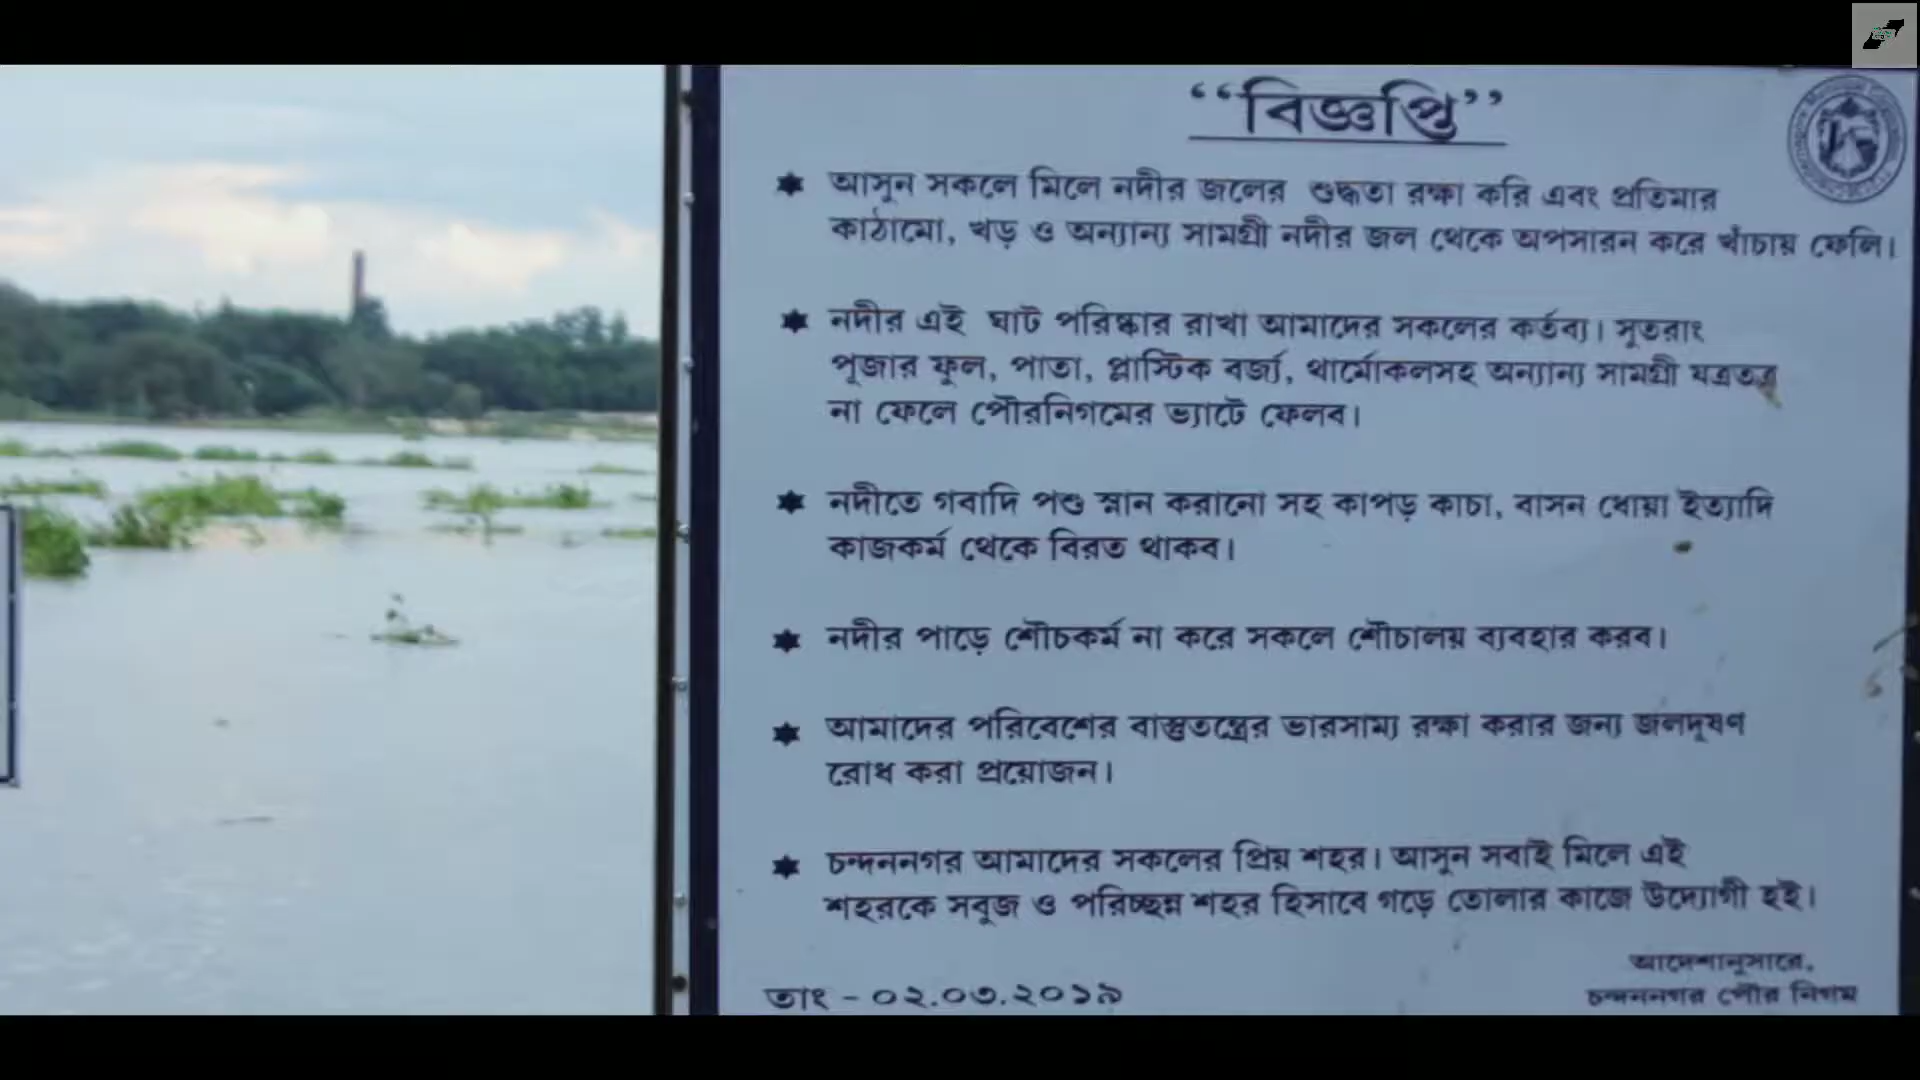 “বিজ্ঞপ্তি”
আসুন সকলে মিলে নদীর জলের শুদ্ধতা রক্ষা করি এবং প্রতিমার
কাঠামো, খড় ও অন্যান্য সামগ্রী নদীর জল থেকে অপসারন করে খাঁচায় ফেলি।
নদীর এই ঘাট পরিষ্কার রাখা আমাদের সকলের কর্তব্য। সুতরাং
পূজার ফুল, পাতা, প্লাস্টিক বর্জ্য, থার্মোকলসহ অন্যান্য সামগ্রী যত্রতত্র
না ফেলে পৌরনিগমের ভ্যাটে ফেলব।
নদীতে গবাদি পশু স্নান করানো সহ কাপড় কাচা, বাসন ধোয়া ইত্যাদি
কাজকর্ম থেকে বিরত থাকব।
নদীর পাড়ে শৌচকর্ম না করে সকলে শৌচালয় ব্যবহার করব।
আমাদের পরিবেশের বাস্তুতন্ত্রের ভারসাম্য রক্ষা করার জন্য জলদূষণ
রোধ করা প্রয়োজন।
চন্দননগর আমাদের সকলের প্রিয় শহর। আসুন সবাই মিলে এই
শহরকে সবুজ ও পরিচ্ছন্ন শহর হিসাবে গড়ে তোলার কাজে উদ্যোগী হই।
আদেশানুসারে,
তাং - ০২.০৩.২০১৯
চন্দননগর পৌর নিগম